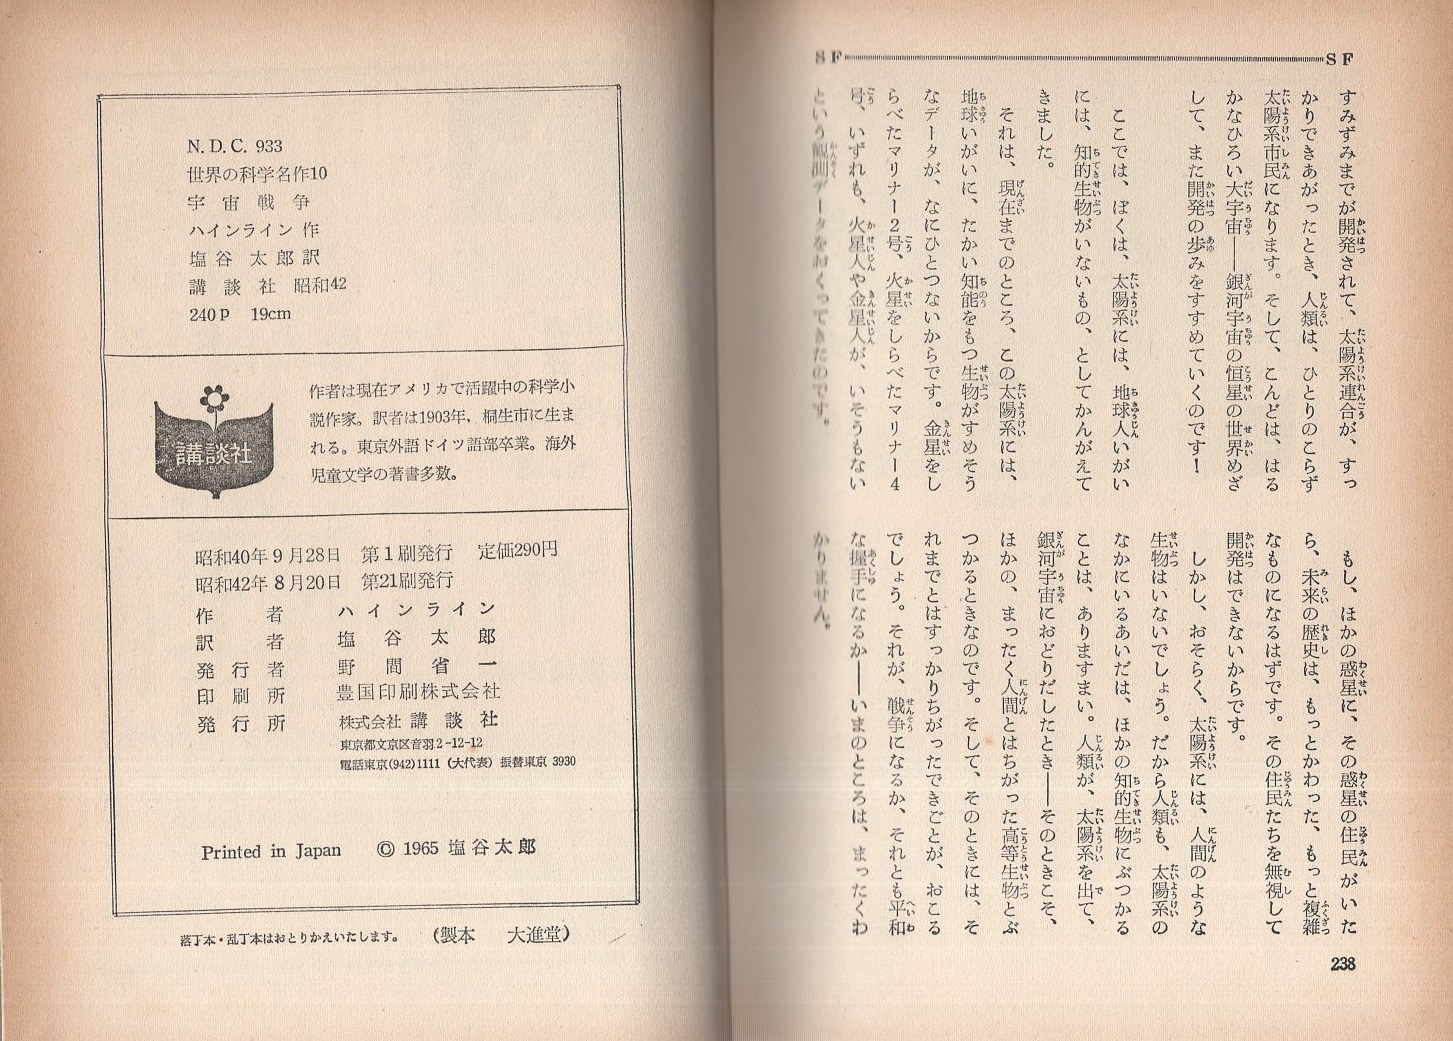 SF SF
すみずみまでが開発されて、太陽系連合が、すっ
かりできあがったとき、人類は、ひとりのこらず
太陽系市民になります。そして、こんどは、はる
かなひろい大宇宙――銀河宇宙の恒星の世界めざ
して、また開発の歩みをすすめていくのです!
ここでは、ぼくは、太陽系には、地球人いがい
には、知的生物がいないもの、としてかんがえて
きました。
それは、現在までのところ、この太陽系には、
地球いがいに、たかい知能をもつ生物がすめそう
なデータが、なにひとつないからです。金星をし
らべたマリナー2号、火星をしらべたマリナー4
号、いずれも、火星人や金星人が、いそうもない
という観測データをおくってきたのです。
もし、ほかの惑星に、その惑星の住民がいた
ら、未来の歴史は、もっとかわった、もっと複雑
なものになるはずです。その住民たちを無視して
開発はできないからです。
しかし、おそらく、太陽系には、人間のような
生物はいないでしょう。だから人類も、太陽系の
なかにいるあいだは、ほかの知的生物にぶつかる
ことは、ありますまい。人類が、太陽系を出て、
銀河宇宙におどりだしたとき――そのときこそ、
ほかの、まったく人間とはちがった高等生物とぶ
つかるときなのです。そして、そのときには、そ
れまでとはすっかりちがったできごとが、おこる
でしょう。それが、戦争になるか、それとも平和
な握手になるか――いまのところは、まったくわ
かりません。
238
N.D.C. 933
世界の科学名作10
宇宙戦争
ハインライン 作
塩谷 太郎 訳
講談社 昭和42
240P 19cm
講談社
作者は現在アメリカで活躍中の科学小
説作家。訳者は1903年，桐生市に生ま
れる。東京外語ドイツ語部卒業。海外
児童文学の著書多数。
昭和40年9月28日 第1刷発行 定価290円
昭和42年8月20日 第21刷発行
作者 ハインライン
訳者 塩谷太郎
発行者 野間省一
印刷所 豊国印刷株式会社
発行所 株式会社 講談社
東京都文京区音羽2-12-12
電話東京(942)1111 (大代表) 振替東京 3930
Printed in Japan © 1965 塩谷太郎
落丁本・乱丁本はおとりかえいたします。 (製本 大進堂)